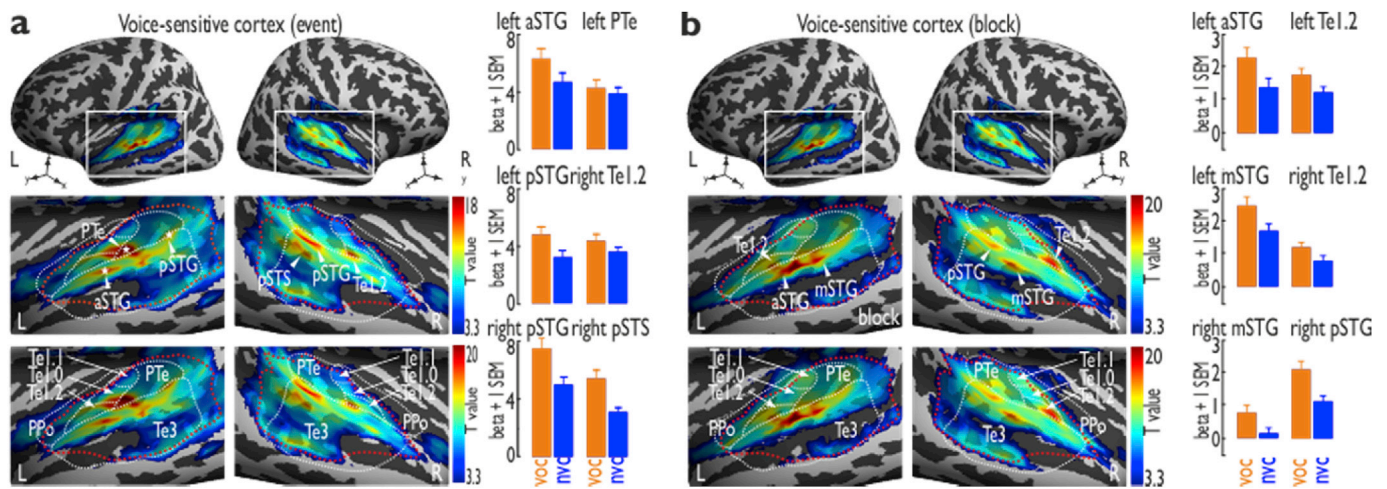 a
Voice-sensitive cortex (event)
left aSTG left PTe
8
4
0
beta + 1 SEM
L
R
x
y
x
y
left pSTG right Te1.2
8
4
0
beta + 1 SEM
PTe
pSTG
aSTG
L
pSTS
pSTG
Te1.2
R
18
T value
3.3
right pSTG right pSTS
8
4
0
beta + 1 SEM
Te1.1
Te1.0
Te1.2
PTe
PPo
Te3
L
PTe
Te1.1
Te1.0
Te1.2
PPo
Te3
R
20
T value
3.3
voc nvc voc nvc
b
Voice-sensitive cortex (block)
left aSTG left Te1.2
3
2
1
0
beta + 1 SEM
L
R
x
y
x
y
left mSTG right Te1.2
3
2
1
0
beta + 1 SEM
Te1.2
aSTG
mSTG
L
block
pSTG
mSTG
Te1.2
R
20
T value
3.3
right mSTG right pSTG
3
2
1
0
beta + 1 SEM
Te1.1
Te1.0
Te1.2
PTe
PPo
Te3
L
PTe
Te1.1
Te1.0
Te1.2
PPo
Te3
R
20
T value
3.3
voc nvc voc nvc